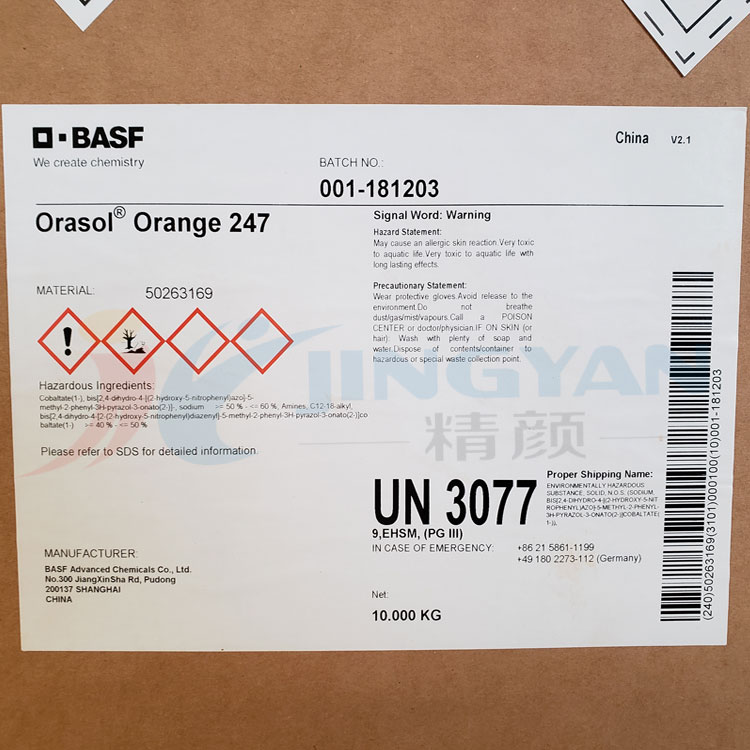 BASF
We create chemistry
China V2.1
BATCH NO.:
001-181203
Orasol® Orange 247
MATERIAL: 50263169
Signal Word: Warning
Hazard Statement:
May cause an allergic skin reaction.Very toxic
to aquatic life.Very toxic to aquatic life with
long lasting effects.
Precautionary Statement:
Wear protective gloves.Avoid release to the
environment.Do not breathe
dust/gas/mist/vapours.Call a POISON
CENTER or doctor/physician.IF ON SKIN (or
hair): Wash with plenty of soap and
water.Dispose of contents/container to
hazardous or special waste collection point.
Hazardous Ingredients:
Cobaltate(1-), bis[2,4-dihydro-4-[(2-hydroxy-5-nitrophenyl)azo]-5-
methyl-2-phenyl-3H-pyrazol-3-onato(2-)]-, sodium >= 50 % - <= 60 %, Amines, C12-18-alkyl,
bis[2,4-dihydro-4-[2-(2-hydroxy-5-nitrophenyl)diazenyl]-5-methyl-2-phenyl-3H-pyrazol-3-onato(2-)]co
baltate(1-) >= 40 % - <= 50 %
Please refer to SDS for detailed information.
JINGYAN
精颜
UN 3077
9,EHSM, (PG III)
Proper Shipping Name:
ENVIRONMENTALLY HAZARDOUS
SUBSTANCE, SOLID, N.O.S. (SODIUM,
BIS[2,4-DIHYDRO-4-[(2-HYDROXY-5-NIT
ROPHENYL)AZO]-5-METHYL-2-PHENYL-
3H-PYRAZOL-3-ONATO(2-)]COBALTATE(
1-)),
IN CASE OF EMERGENCY: +86 21 5861-1199
+49 180 2273-112 (Germany)
MANUFACTURER:
BASF Advanced Chemicals Co., Ltd.
No.300 JiangXinSha Rd, Pudong
200137 SHANGHAI
CHINA
Net:
10.000 KG
(240)50263169(3101)000100(10)001-181203